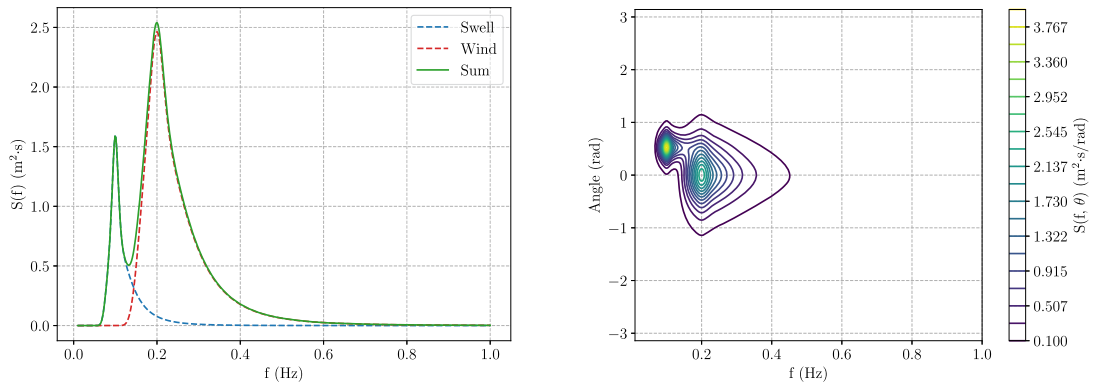 2.5
2.0
1.5
1.0
0.5
0.0
S(f) (m²·s)
Swell
Wind
Sum
0.0 0.2 0.4 0.6 0.8 1.0
f (Hz)
3
2
1
0
−1
−2
−3
Angle (rad)
0.2 0.4 0.6 0.8 1.0
f (Hz)
3.767
3.360
2.952
2.545
2.137
1.730
1.322
0.915
0.507
0.100
S(f, θ) (m²·s/rad)